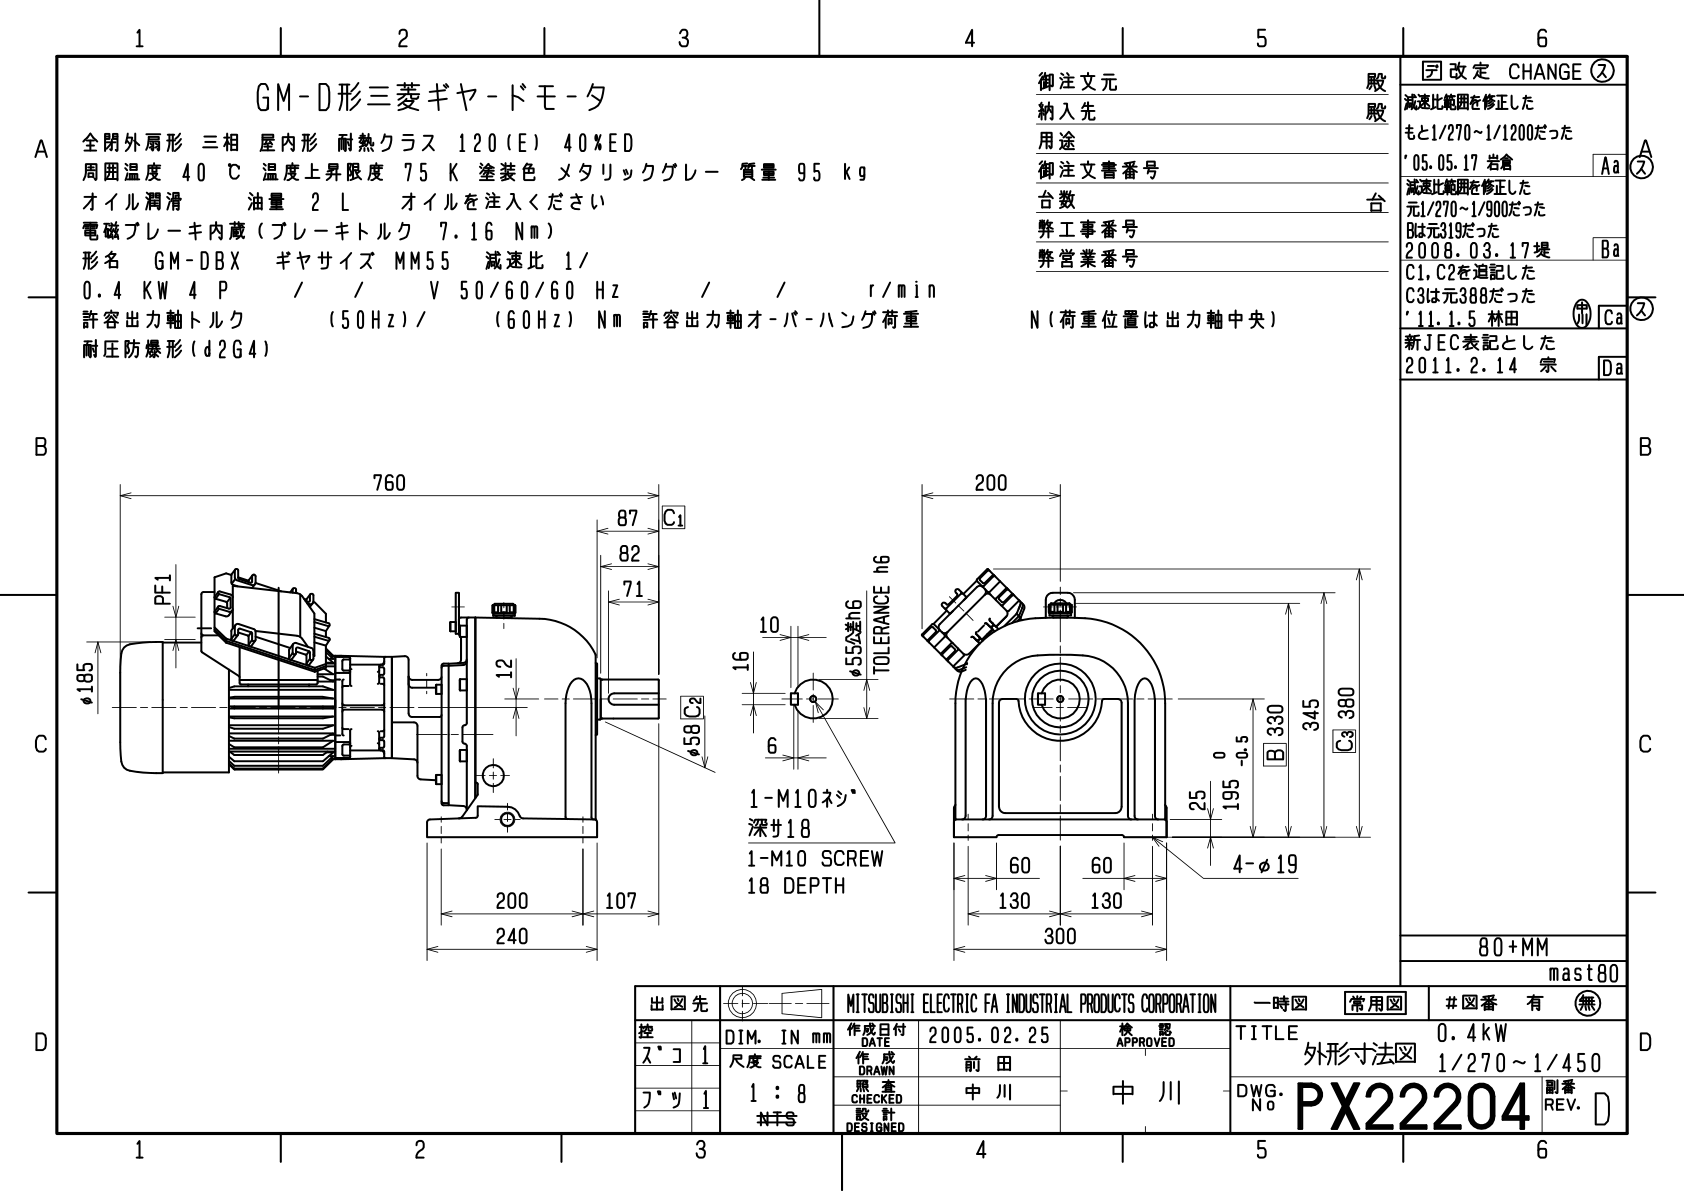 1 2 3 4 5 6
GM-D形三菱ギヤードモータ
全閉外扇形 三相 屋内形 耐熱クラス 120(E) 40%ED
周囲温度 40 ℃ 温度上昇限度 75 K 塗装色 メタリックグレー 質量 95 kg
オイル潤滑 油量 2 L オイルを注入ください
電磁ブレーキ内蔵(ブレーキトルク 7.16 Nm)
形名 GM-DBX ギヤサイズ MM55 減速比 1/
0.4 KW 4 P / / V 50/60/60 Hz / / r/min
許容出力軸トルク (50Hz)/ (60Hz) Nm 許容出力軸オーバーハング荷重 N(荷重位置は出力軸中央)
耐圧防爆形(d2G4)
御注文元 殿
納入先 殿
用途
御注文書番号
台数 台
弊工事番号
弊営業番号
デ 改定 CHANGE ス
減速比範囲を修正した
もと1/270~1/1200だった
'05.05.17 岩倉 Aa ス
減速比範囲を修正した
元1/270~1/900だった
Bは元319だった
2008.03.17堤 Ba
C1,C2を追記した
C3は元388だった
'11.1.5 林田 Ca ス
新JEC表記とした
2011.2.14 宗 Da
A A
B B
C C
D D
760
87 C1
82
71
PF1
φ185
12
φ58 C2
200 107
240
10
16
6
φ55公差h6
TOLERANCE h6
1-M10ネジ
深サ18
1-M10 SCREW
18 DEPTH
200
25
195 0 -0.5
B 330
345
C3 380
4-φ19
60 60
130 130
300
80+MM
mast80
出図先
控
ズコ 1
ブツ 1
DIM. IN mm
尺度 SCALE
1 : 8
NTS
MITSUBISHI ELECTRIC FA INDUSTRIAL PRODUCTS CORPORATION
作成日付 DATE 2005.02.25
作成 DRAWN 前田
照査 CHECKED 中川
設計 DESIGNED
検認 APPROVED
中川
一時図 常用図 #図番 有 無
TITLE 外形寸法図
0.4kW
1/270~1/450
DWG. No PX22204
副番 REV. D
1 2 3 4 5 6